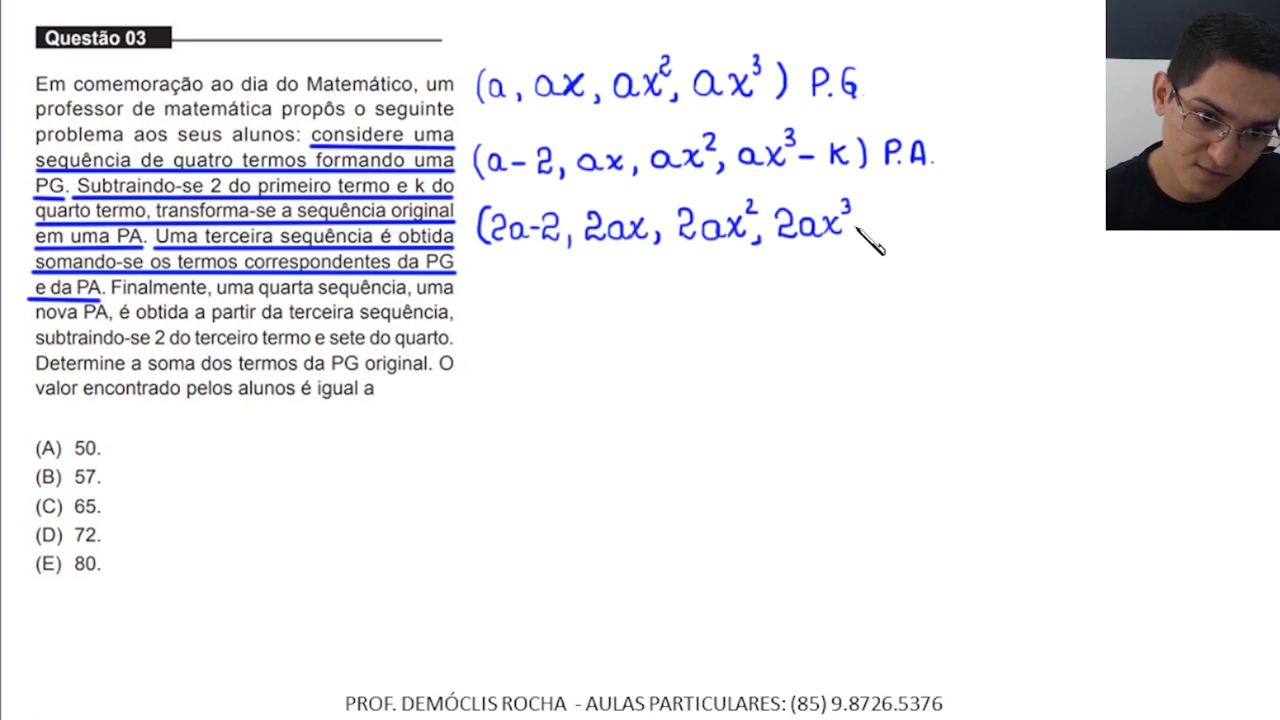 Questão 03
Em comemoração ao dia do Matemático, um
professor de matemática propôs o seguinte
problema aos seus alunos: considere uma
sequência de quatro termos formando uma
PG. Subtraindo-se 2 do primeiro termo e k do
quarto termo, transforma-se a sequência original
em uma PA. Uma terceira sequência é obtida
somando-se os termos correspondentes da PG
e da PA. Finalmente, uma quarta sequência, uma
nova PA, é obtida a partir da terceira sequência,
subtraindo-se 2 do terceiro termo e sete do quarto.
Determine a soma dos termos da PG original. O
valor encontrado pelos alunos é igual a
(A) 50.
(B) 57.
(C) 65.
(D) 72.
(E) 80.
(a, ax, ax², ax³) P.G
(a-2, ax, ax², ax³-k) P.A.
(2a-2, 2ax, 2ax², 2ax³
PROF. DEMÓCLIS ROCHA - AULAS PARTICULARES: (85) 9.8726.5376